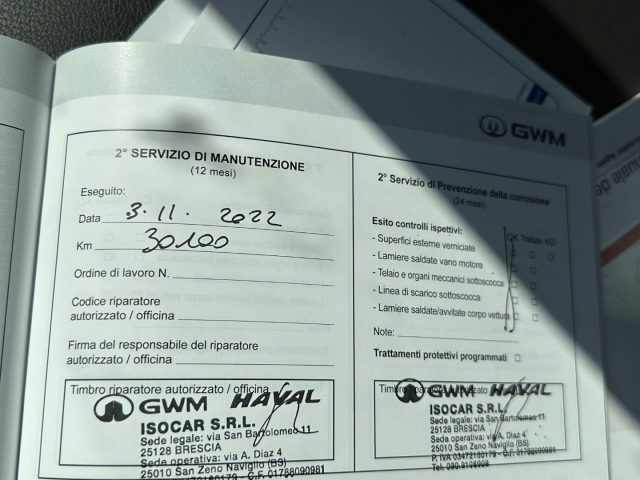 GWM
2° SERVIZIO DI MANUTENZIONE
(12 mesi)
Eseguito:
Data 3.11. 2022
Km 30100
Ordine di lavoro N.
Codice riparatore
autorizzato / officina
Firma del responsabile del riparatore
autorizzato / officina
Timbro riparatore autorizzato / officina
GWM HAVAL
ISOCAR S.R.L.
Sede legale: via San Bartolomeo 11
25128 BRESCIA
Sede operativa: via A. Diaz 4
25010 San Zeno Naviglio (BS)
2° Servizio di Prevenzione della corrosione
(24 mesi)
Esito controlli ispettivi: OK Trattato KO
- Superfici esterne verniciate
- Lamiere saldate vano motore
- Telaio e organi meccanici sottoscocca
- Linea di scarico sottoscocca
- Lamiere saldate/avvitate corpo vettura
Note:
Trattamenti protettivi programmati
GWM HAVAL
ISOCAR S.R.L.
Sede legale: via San Bartolomeo 11
25128 BRESCIA
Sede operativa: via A. Diaz 4
25010 San Zeno Naviglio (BS)